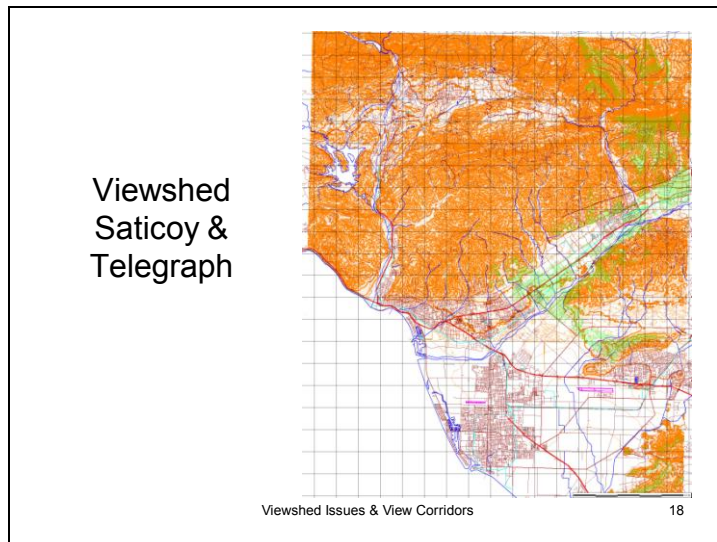 Viewshed
Saticoy &
Telegraph
Viewshed Issues & View Corridors
18